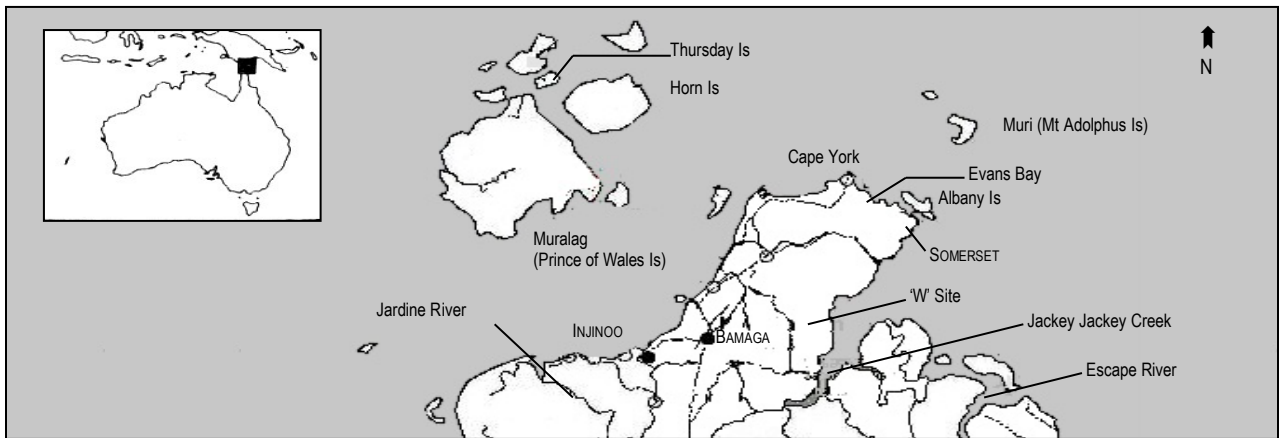 Thursday Is
N
Horn Is
Muri (Mt Adolphus Is)
Cape York
Evans Bay
Albany Is
Muralag
(Prince of Wales Is)
SOMERSET
'W' Site
Jardine River
Jackey Jackey Creek
INJINOO
BAMAGA
Escape River